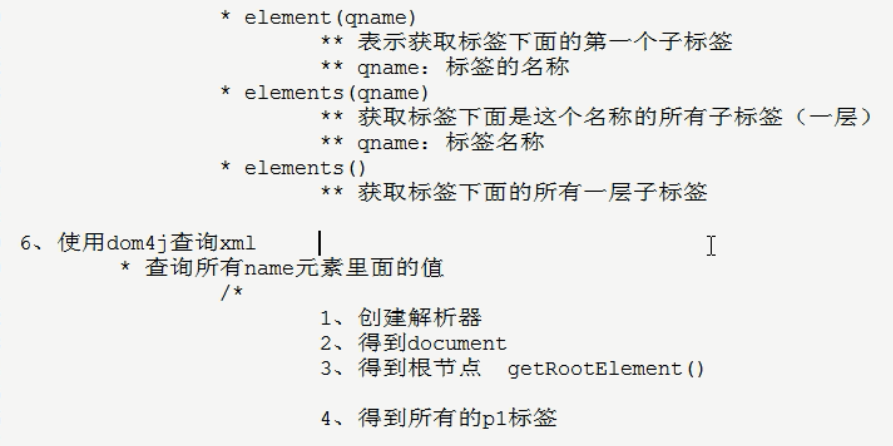 * element(qname)
** 表示获取标签下面的第一个子标签
** qname：标签的名称
* elements(qname)
** 获取标签下面是这个名称的所有子标签（一层）
** qname：标签名称
* elements()
** 获取标签下面的所有一层子标签
6、使用dom4j查询xml
* 查询所有name元素里面的值
/*
1、创建解析器
2、得到document
3、得到根节点 getRootElement()
4、得到所有的p1标签